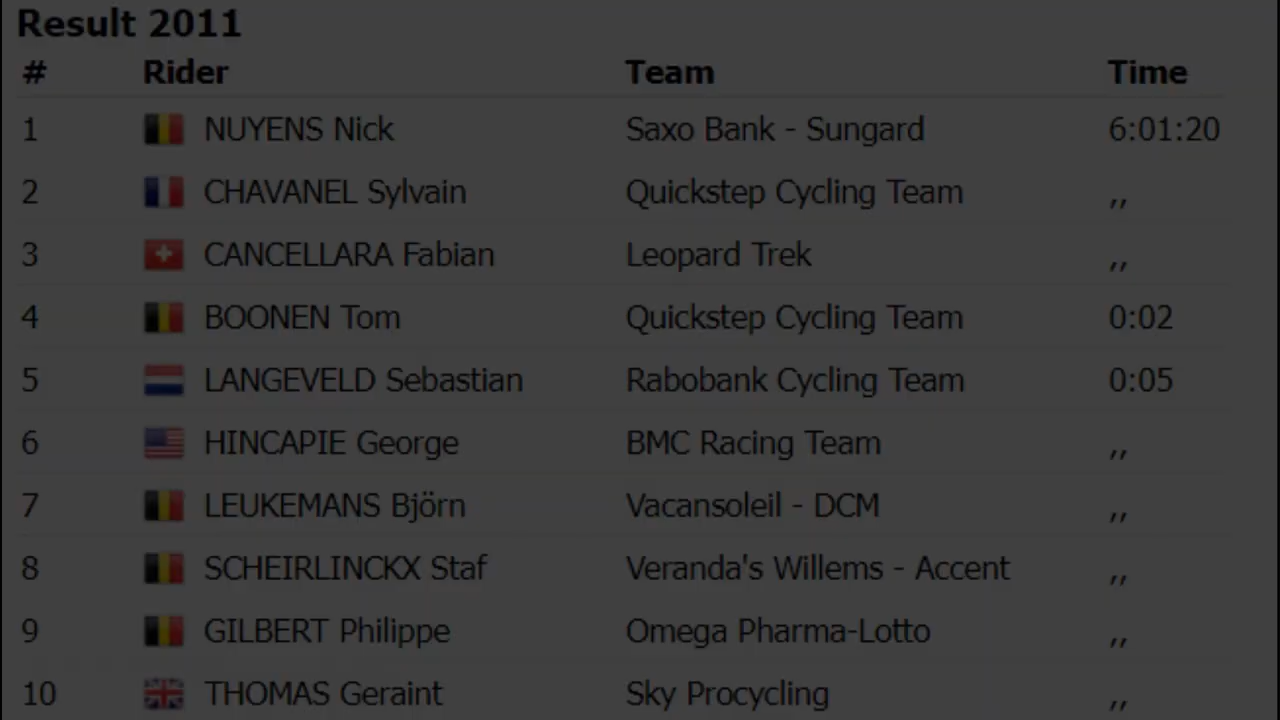 Result 2011
# Rider Team Time
1 NUYENS Nick Saxo Bank - Sungard 6:01:20
2 CHAVANEL Sylvain Quickstep Cycling Team ,,
3 CANCELLARA Fabian Leopard Trek ,,
4 BOONEN Tom Quickstep Cycling Team 0:02
5 LANGEVELD Sebastian Rabobank Cycling Team 0:05
6 HINCAPIE George BMC Racing Team ,,
7 LEUKEMANS Björn Vacansoleil - DCM ,,
8 SCHEIRLINCKX Staf Veranda's Willems - Accent ,,
9 GILBERT Philippe Omega Pharma-Lotto ,,
10 THOMAS Geraint Sky Procycling ,,